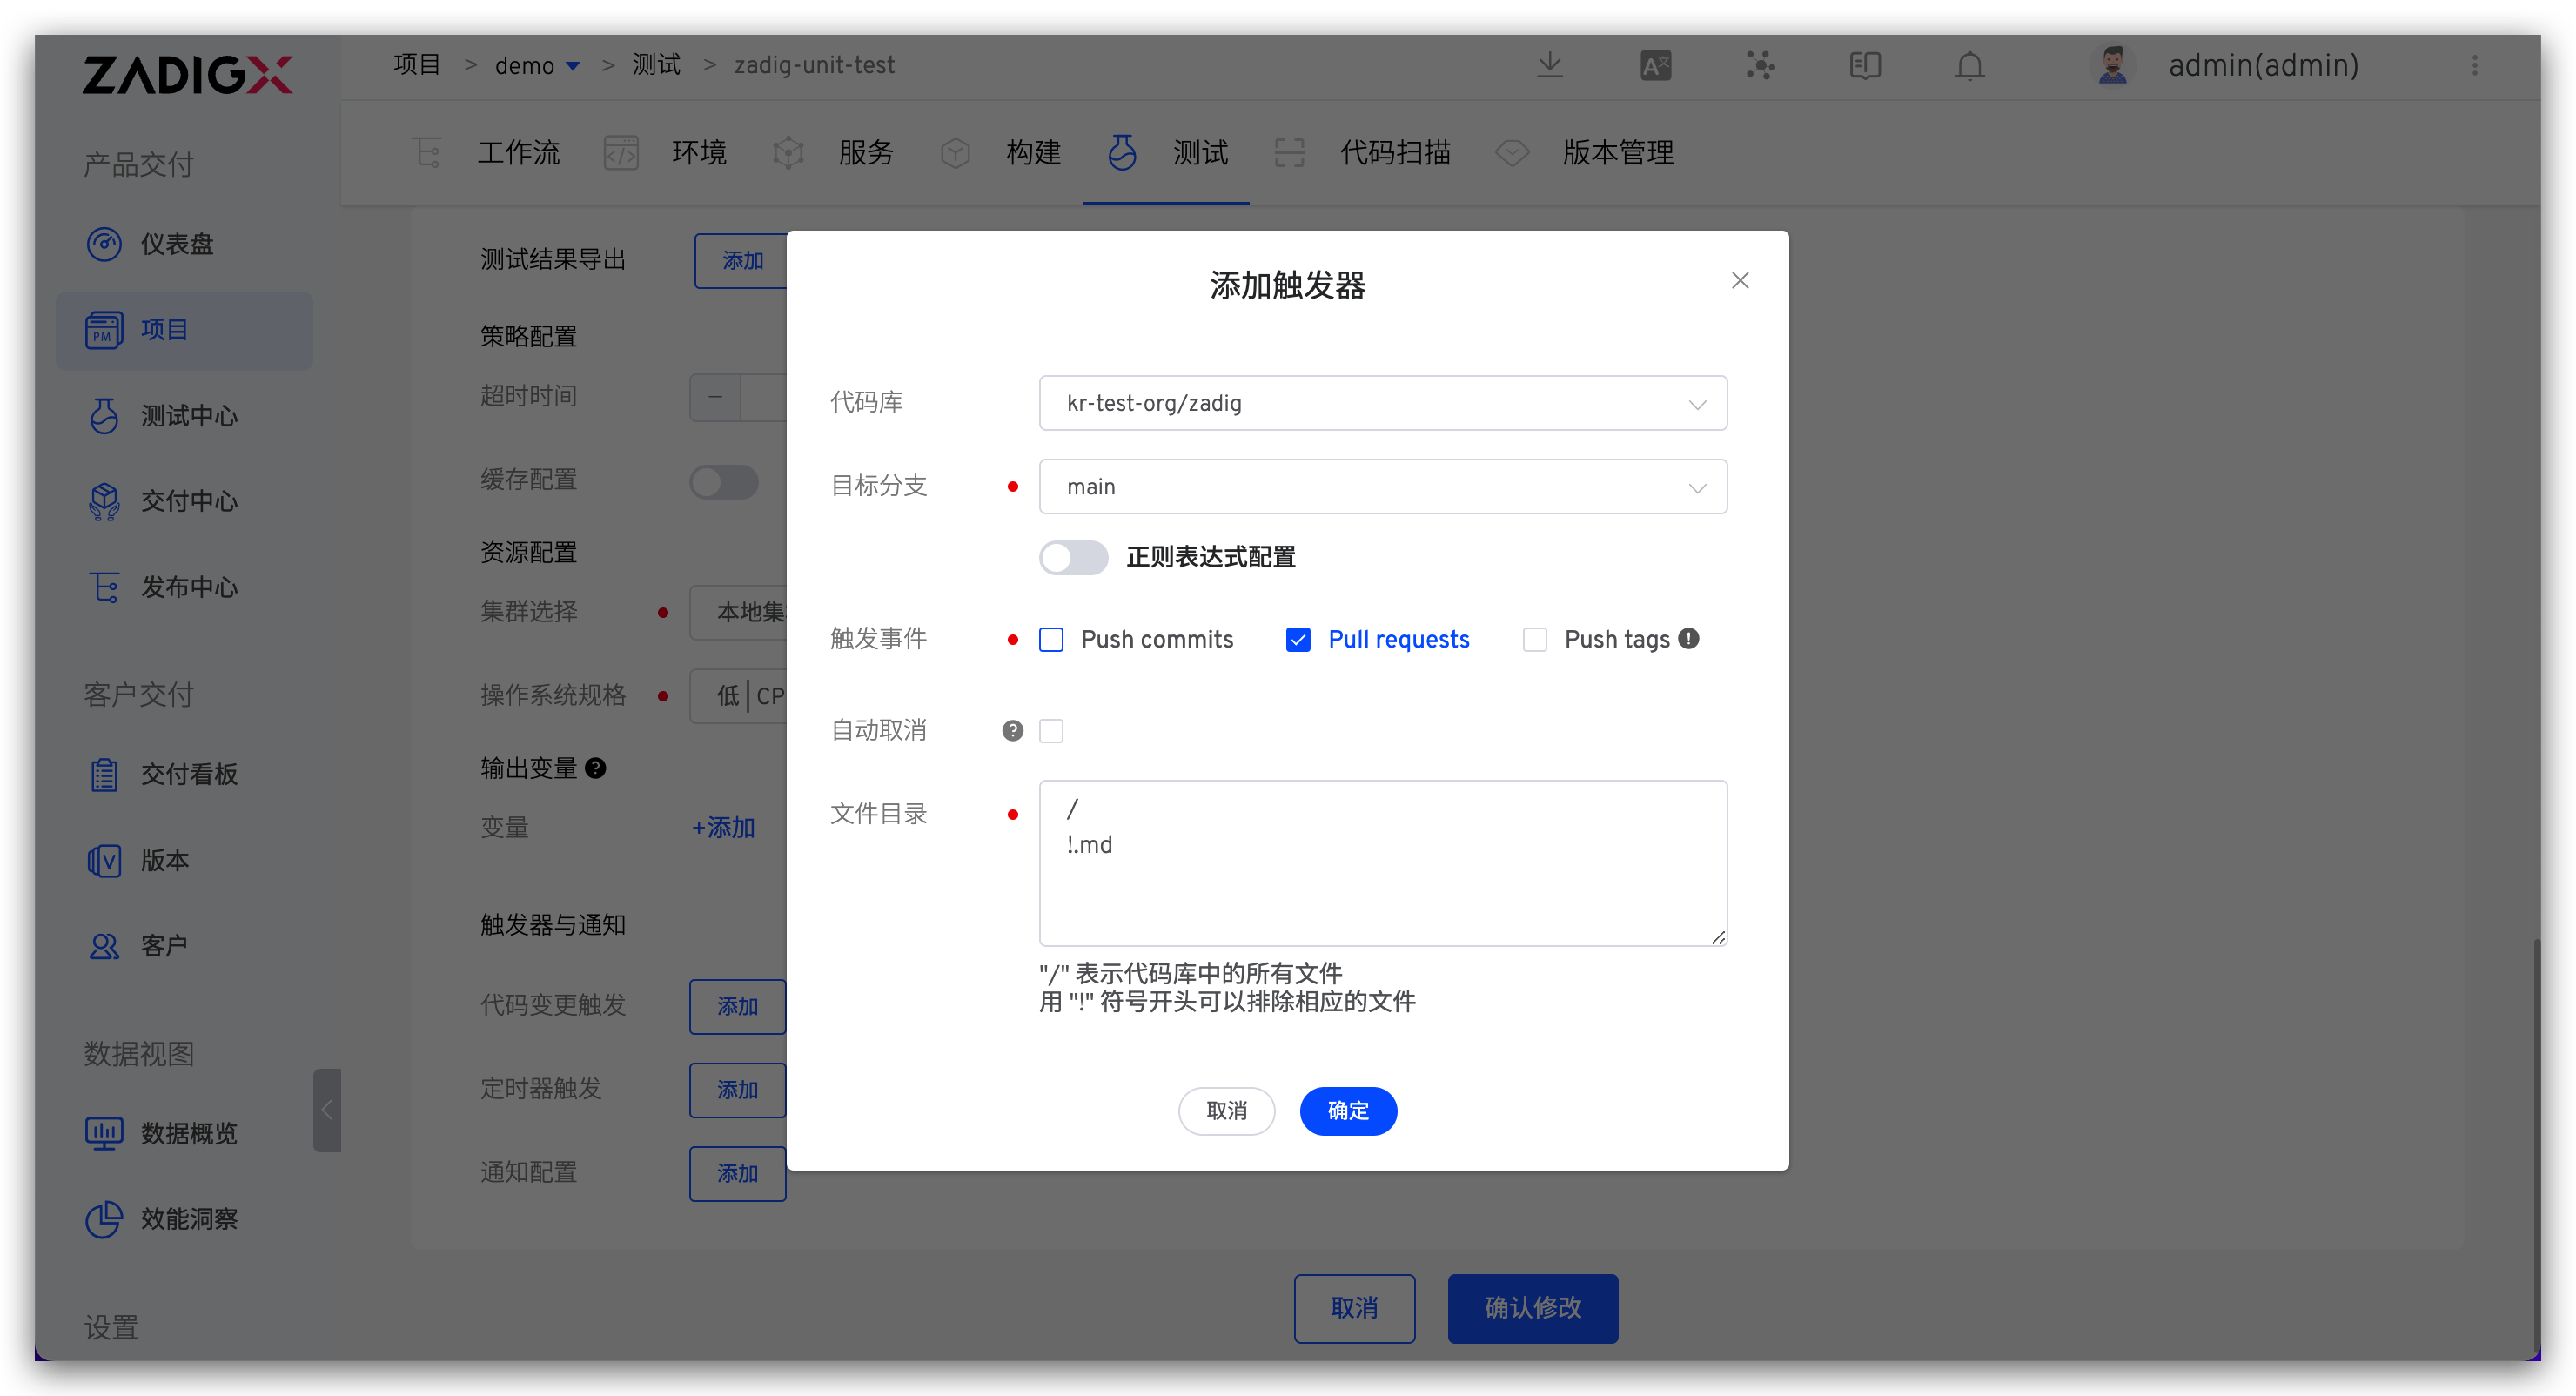 ZADIGX
项目 > demo > 测试 > zadig-unit-test
A文
admin(admin)
产品交付
仪表盘
PM 项目
测试中心
交付中心
发布中心
客户交付
交付看板
V 版本
客户
数据视图
数据概览
效能洞察
设置
工作流
环境
服务
构建
测试
代码扫描
版本管理
测试结果导出
添加
策略配置
超时时间
缓存配置
资源配置
集群选择
本地集
操作系统规格
低 | CP
输出变量 ?
变量
+添加
触发器与通知
代码变更触发
添加
定时器触发
添加
通知配置
添加
取消
确认修改
添加触发器
代码库
kr-test-org/zadig
目标分支
main
正则表达式配置
触发事件
Push commits
Pull requests
Push tags !
自动取消 ?
文件目录
/
!.md
"/" 表示代码库中的所有文件
用 "!" 符号开头可以排除相应的文件
取消
确定